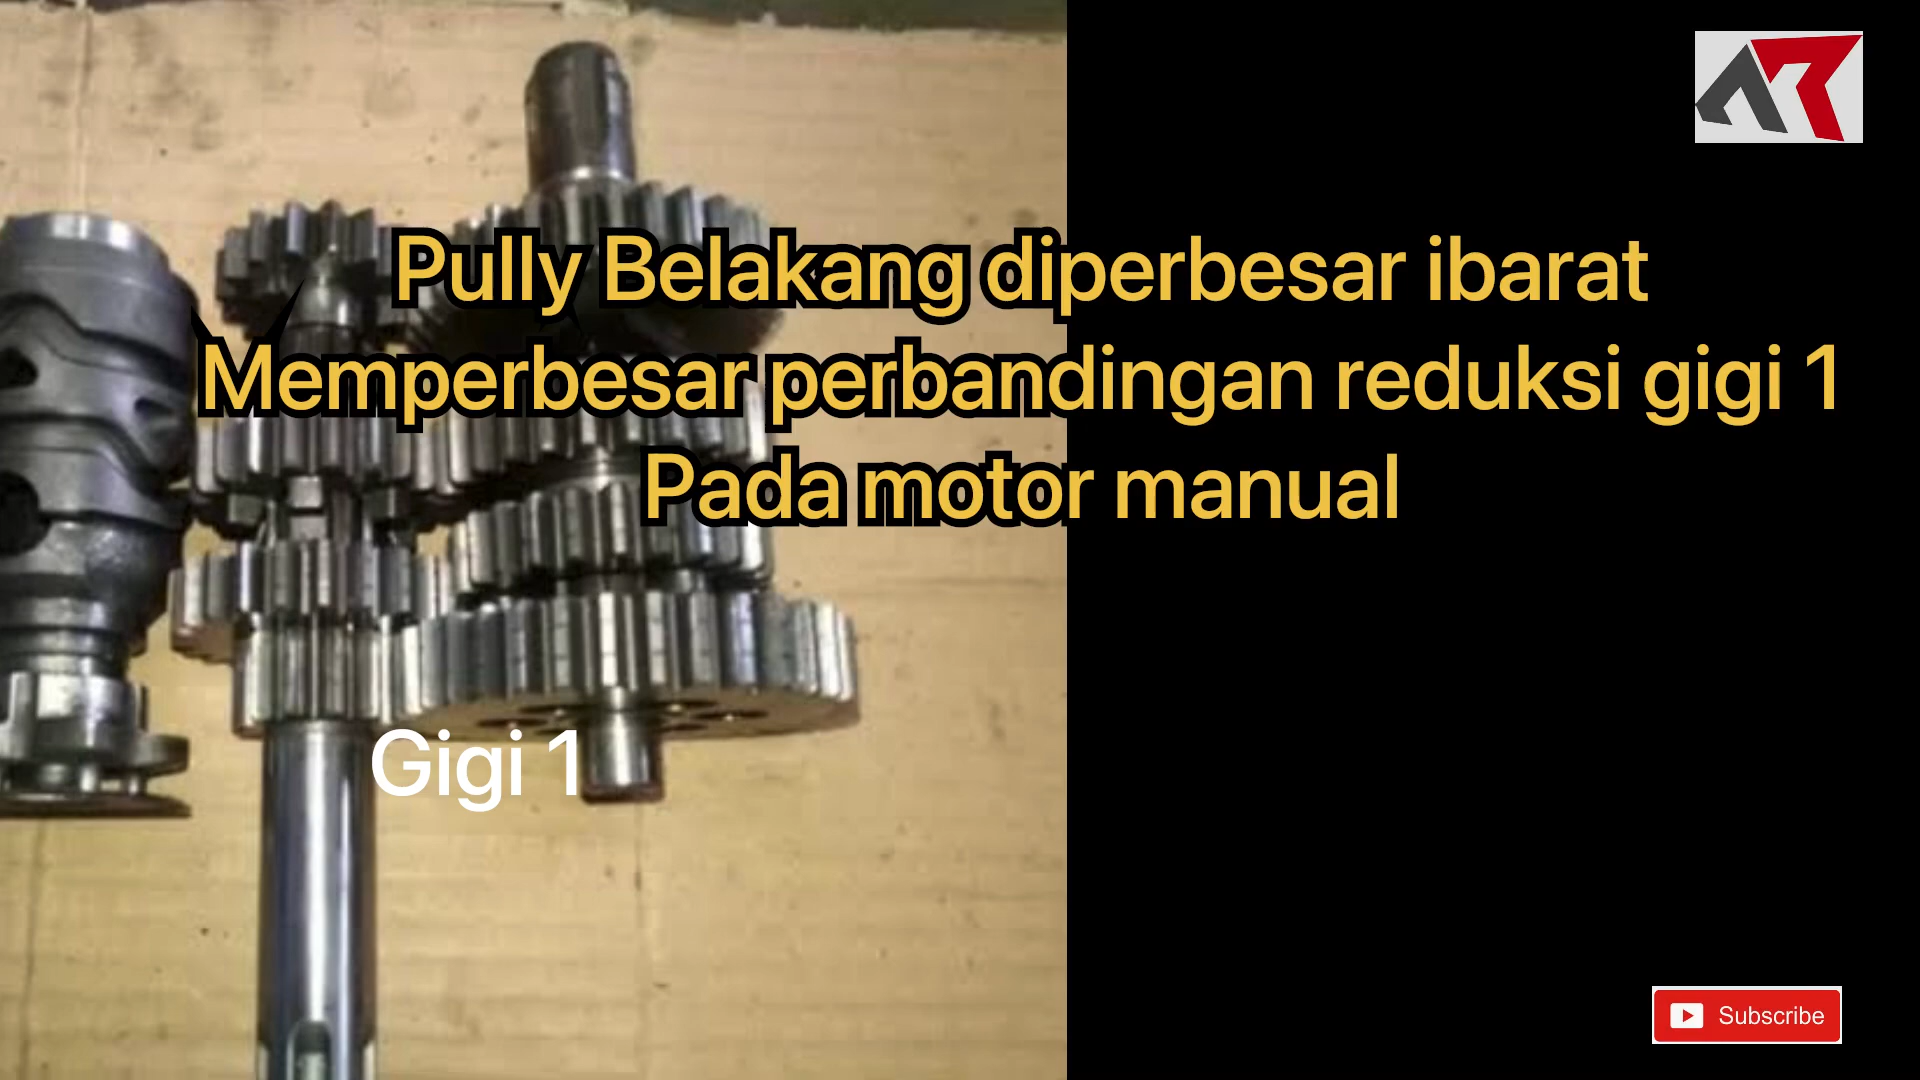 Pully Belakang diperbesar ibarat
Memperbesar perbandingan reduksi gigi 1
Pada motor manual
Gigi 1
Subscribe